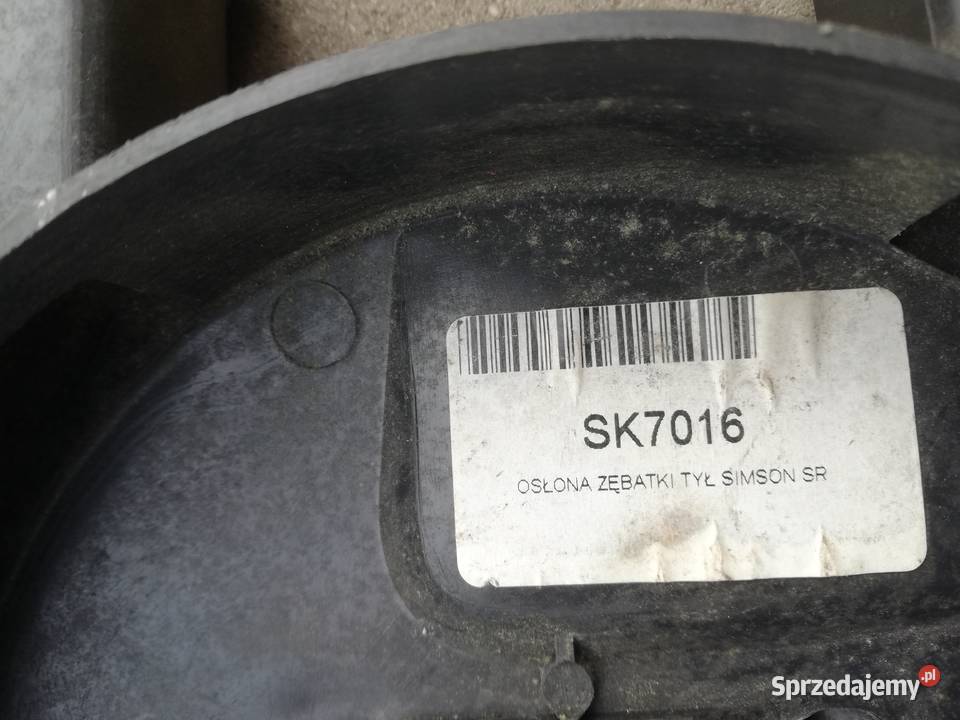 SK7016
OSŁONA ZĘBATKI TYŁ SIMSON SR
Sprzedajemy.pl